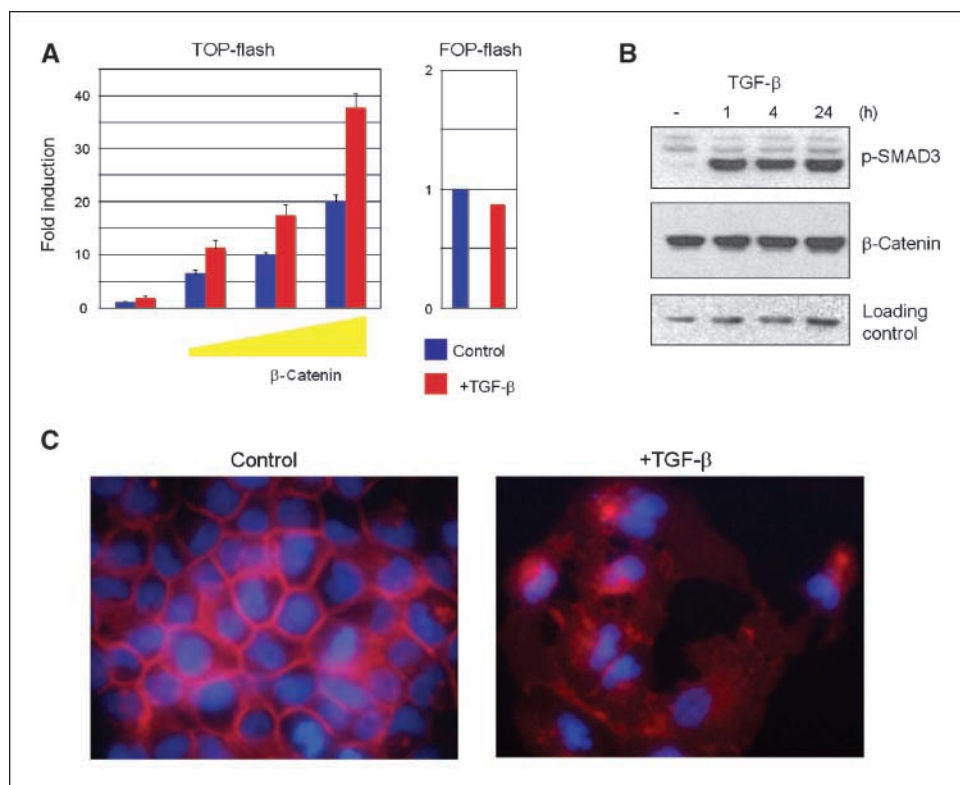 A
TOP-flash
FOP-flash
Fold induction
40
35
30
20
10
0
2
1
0
β-Catenin
Control
+TGF-β
B
TGF-β
- 1 4 24 (h)
p-SMAD3
β-Catenin
Loading
control
C
Control
+TGF-β